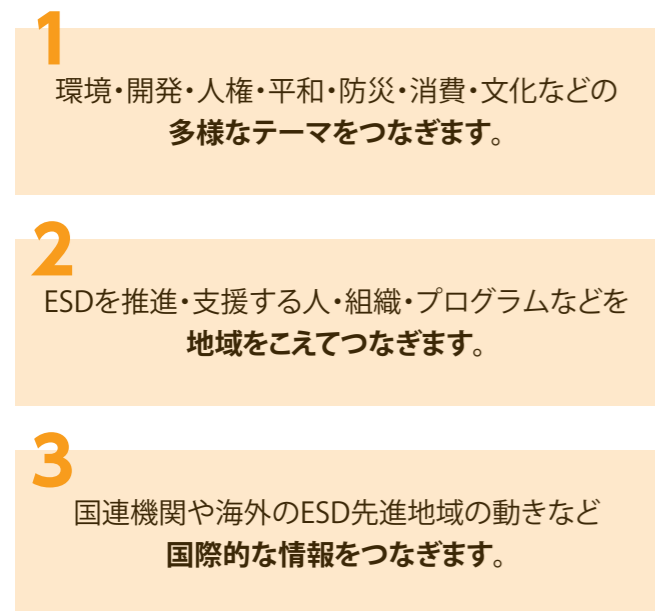 1
環境・開発・人権・平和・防災・消費・文化などの
多様なテーマをつなぎます。
2
ESDを推進・支援する人・組織・プログラムなどを
地域をこえてつなぎます。
3
国連機関や海外のESD先進地域の動きなど
国際的な情報をつなぎます。